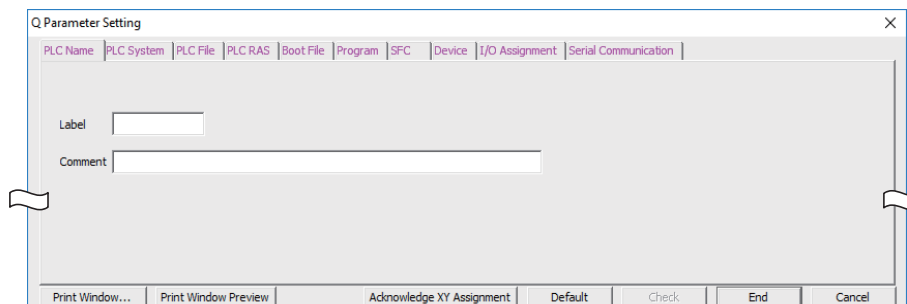 Q Parameter Setting
PLC Name PLC System PLC File PLC RAS Boot File Program SFC Device I/O Assignment Serial Communication
Label
Comment
Print Window... Print Window Preview Acknowledge XY Assignment Default Check End Cancel